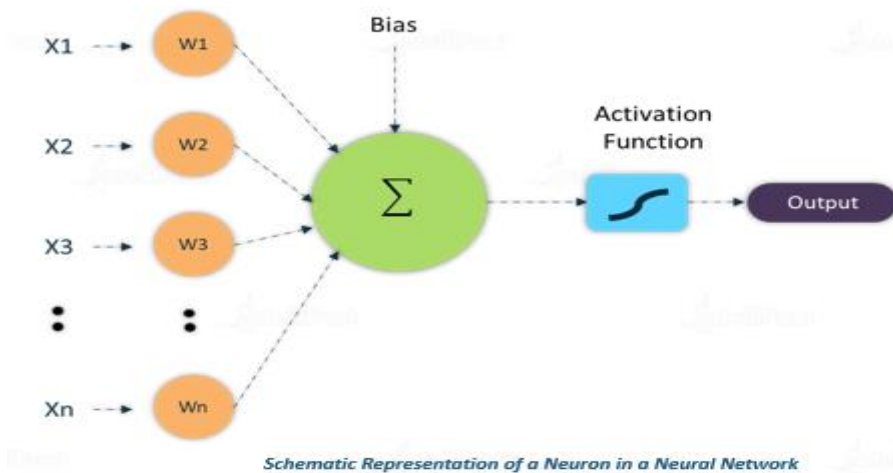 X1
W1
Bias
X2
W2
Σ
Activation
Function
Output
X3
W3
Xn
Wn
Schematic Representation of a Neuron in a Neural Network